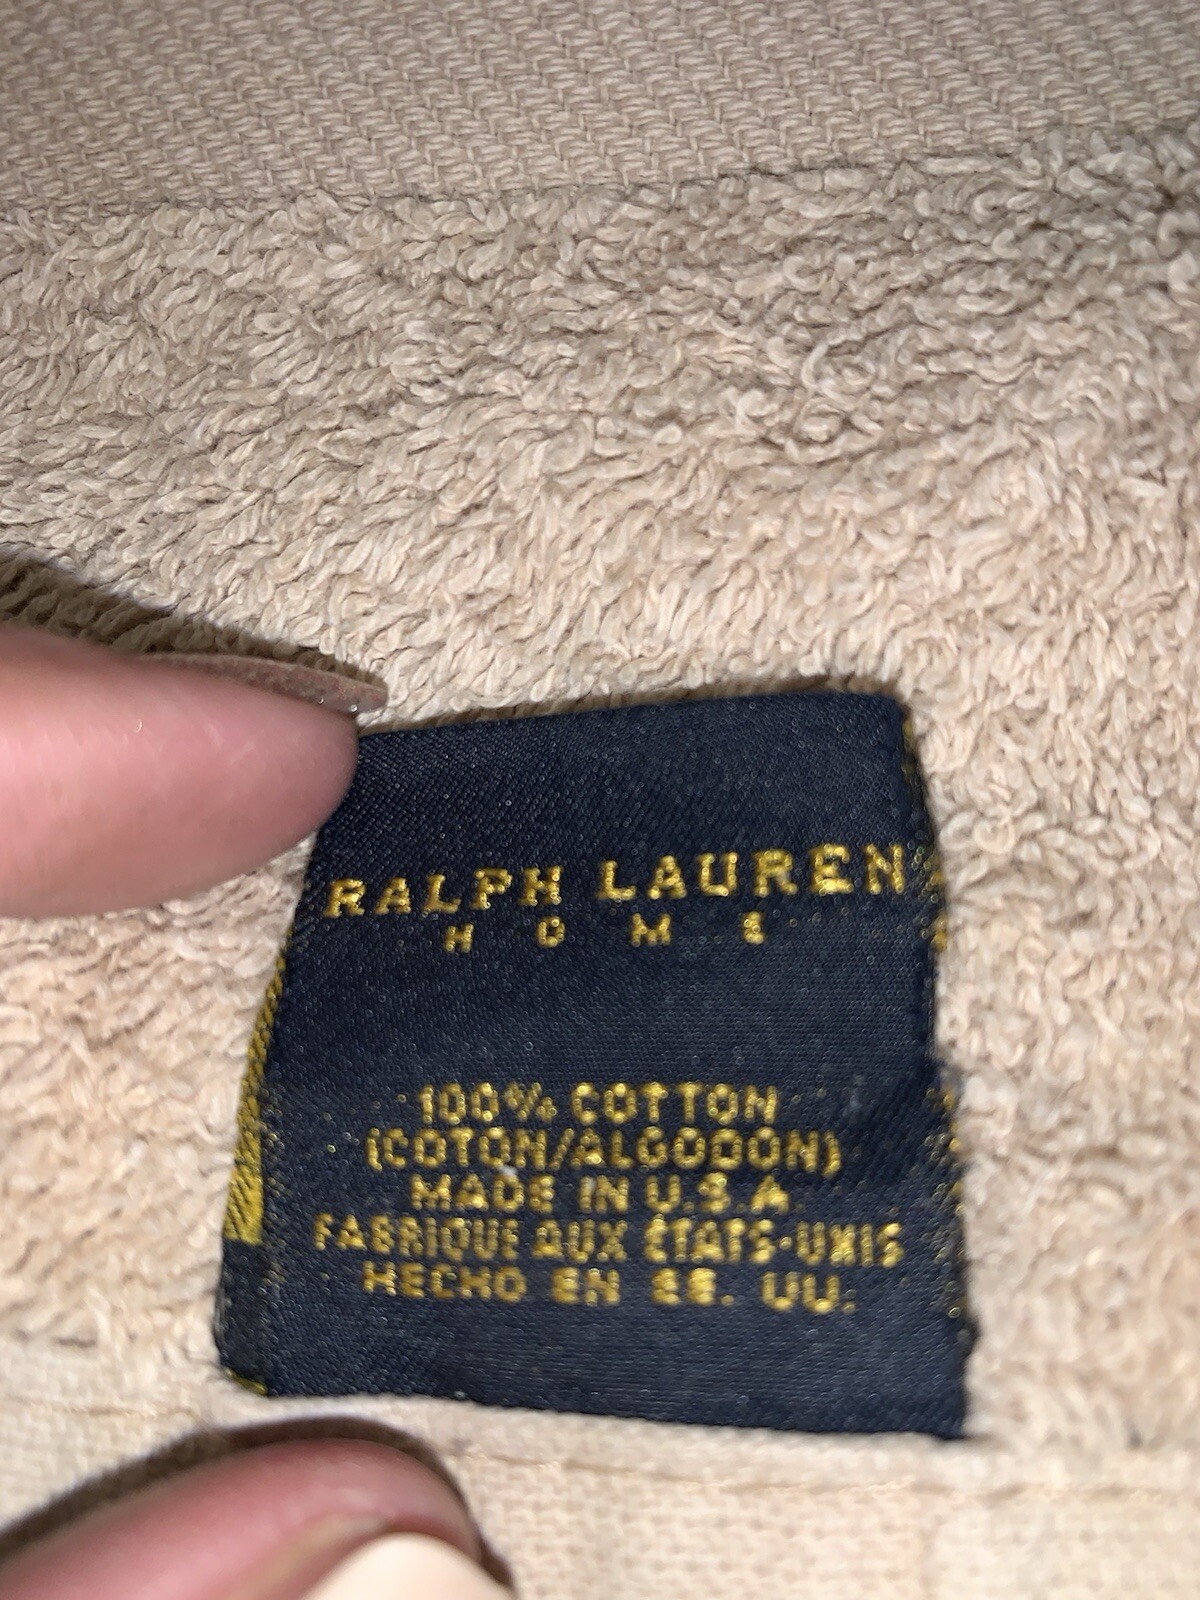 RALPH LAUREN
HOME
100% COTTON
(COTON/ALGODON)
MADE IN U.S.A.
FABRIQUE AUX ÉTATS-UNIS
HECHO EN EE. UU.